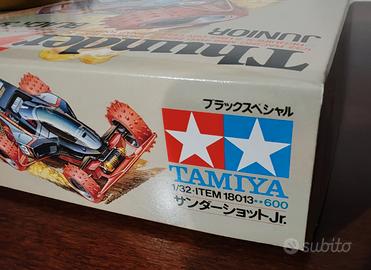 Thunder
JUNIOR
ブラックスペシャル
TAMIYA
1/32・ITEM 18013・・600
サンダーショットJr.
subito